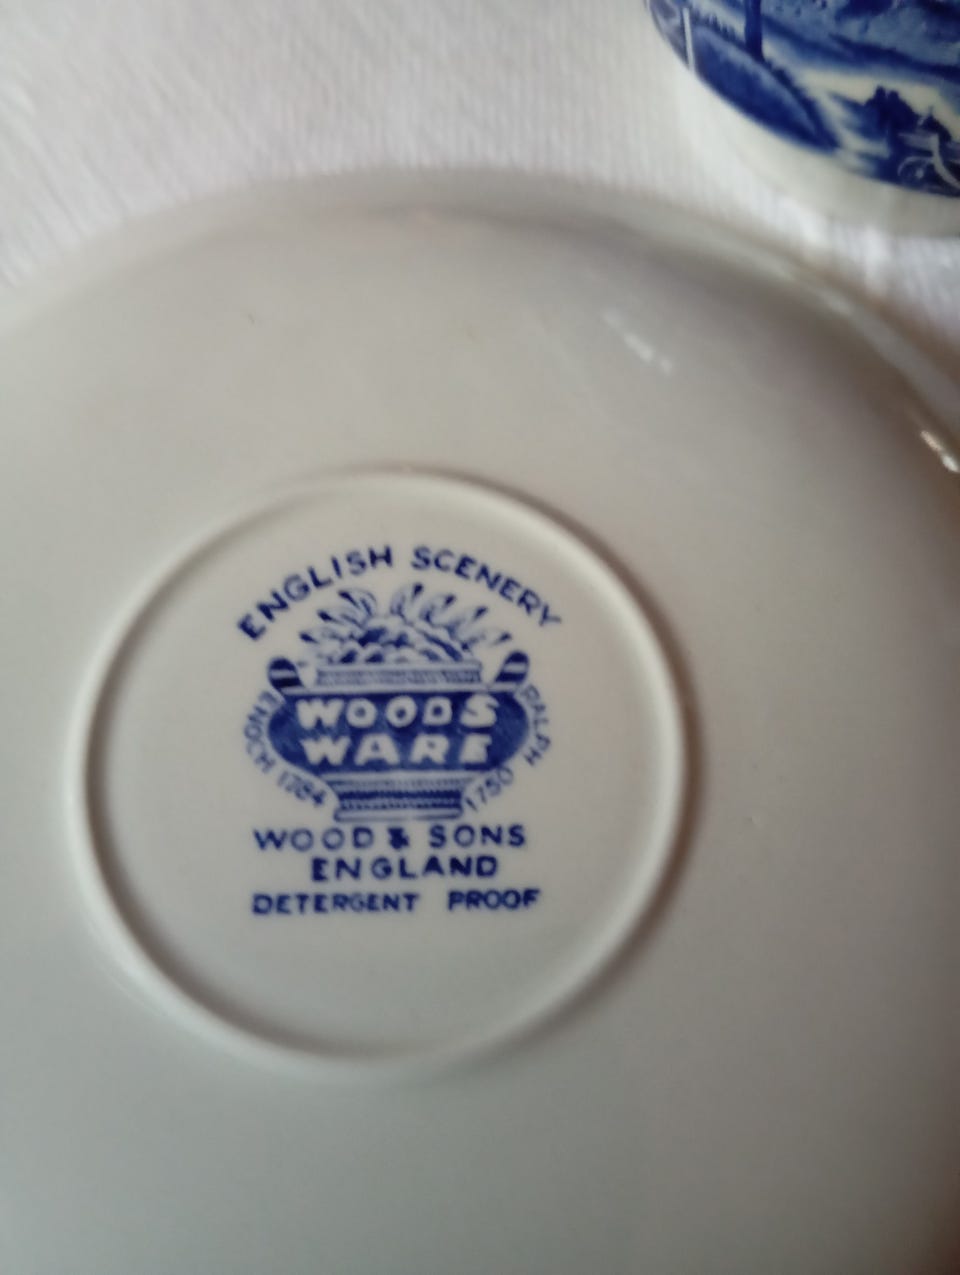 ENGLISH SCENERY
WOODS
WARE
ENOCH 1784
RALPH 1750
WOOD & SONS
ENGLAND
DETERGENT PROOF